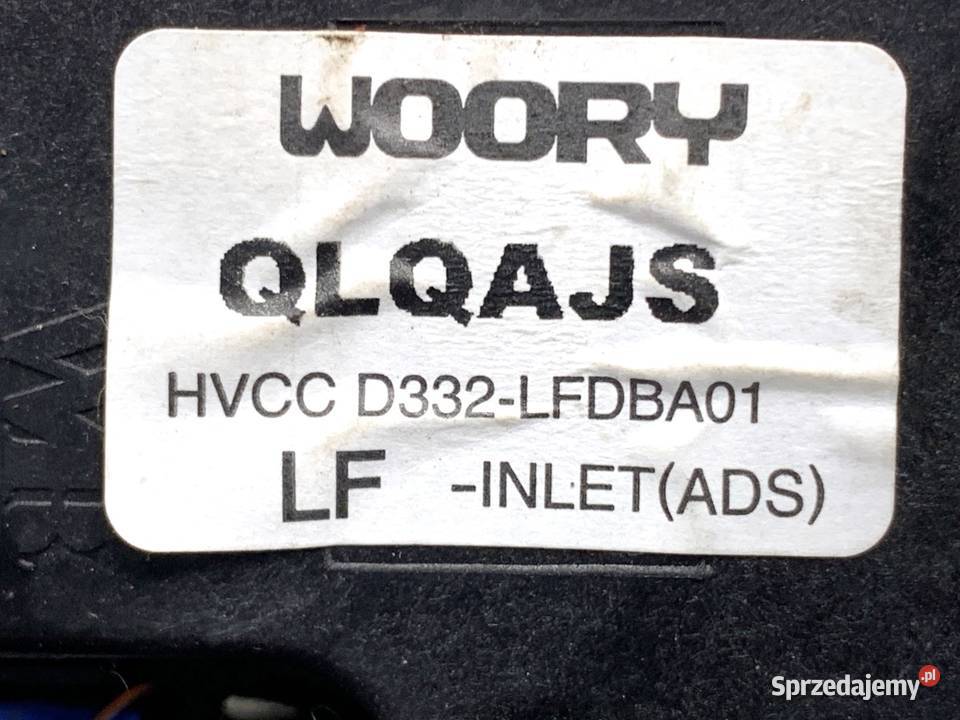 WOORY
QLQAJS
HVCC D332-LFDBA01
LF -INLET(ADS)
Sprzedajemy.pl